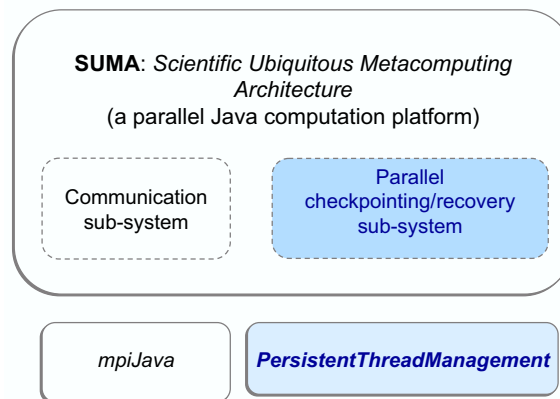 SUMA: Scientific Ubiquitous Metacomputing
Architecture
(a parallel Java computation platform)
Communication
sub-system
Parallel
checkpointing/recovery
sub-system
mpiJava
PersistentThreadManagement